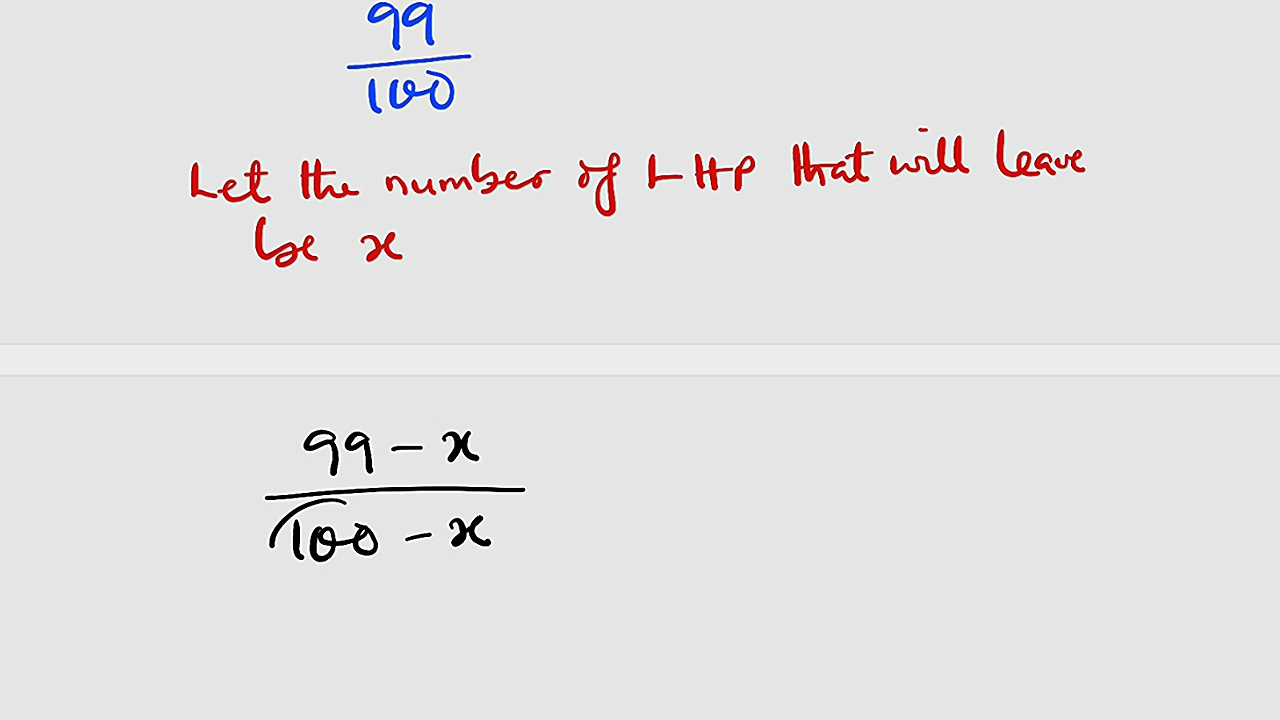 99
100
Let the number of LHP that will leave
be x
99 - x
100 - x